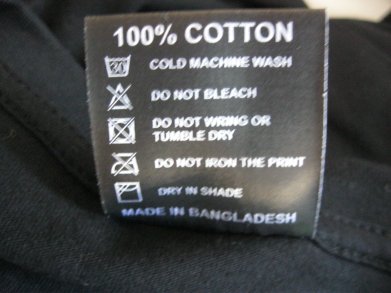 100% COTTON
30 COLD MACHINE WASH
DO NOT BLEACH
DO NOT WRING OR
TUMBLE DRY
DO NOT IRON THE PRINT
DRY IN SHADE
MADE IN BANGLADESH